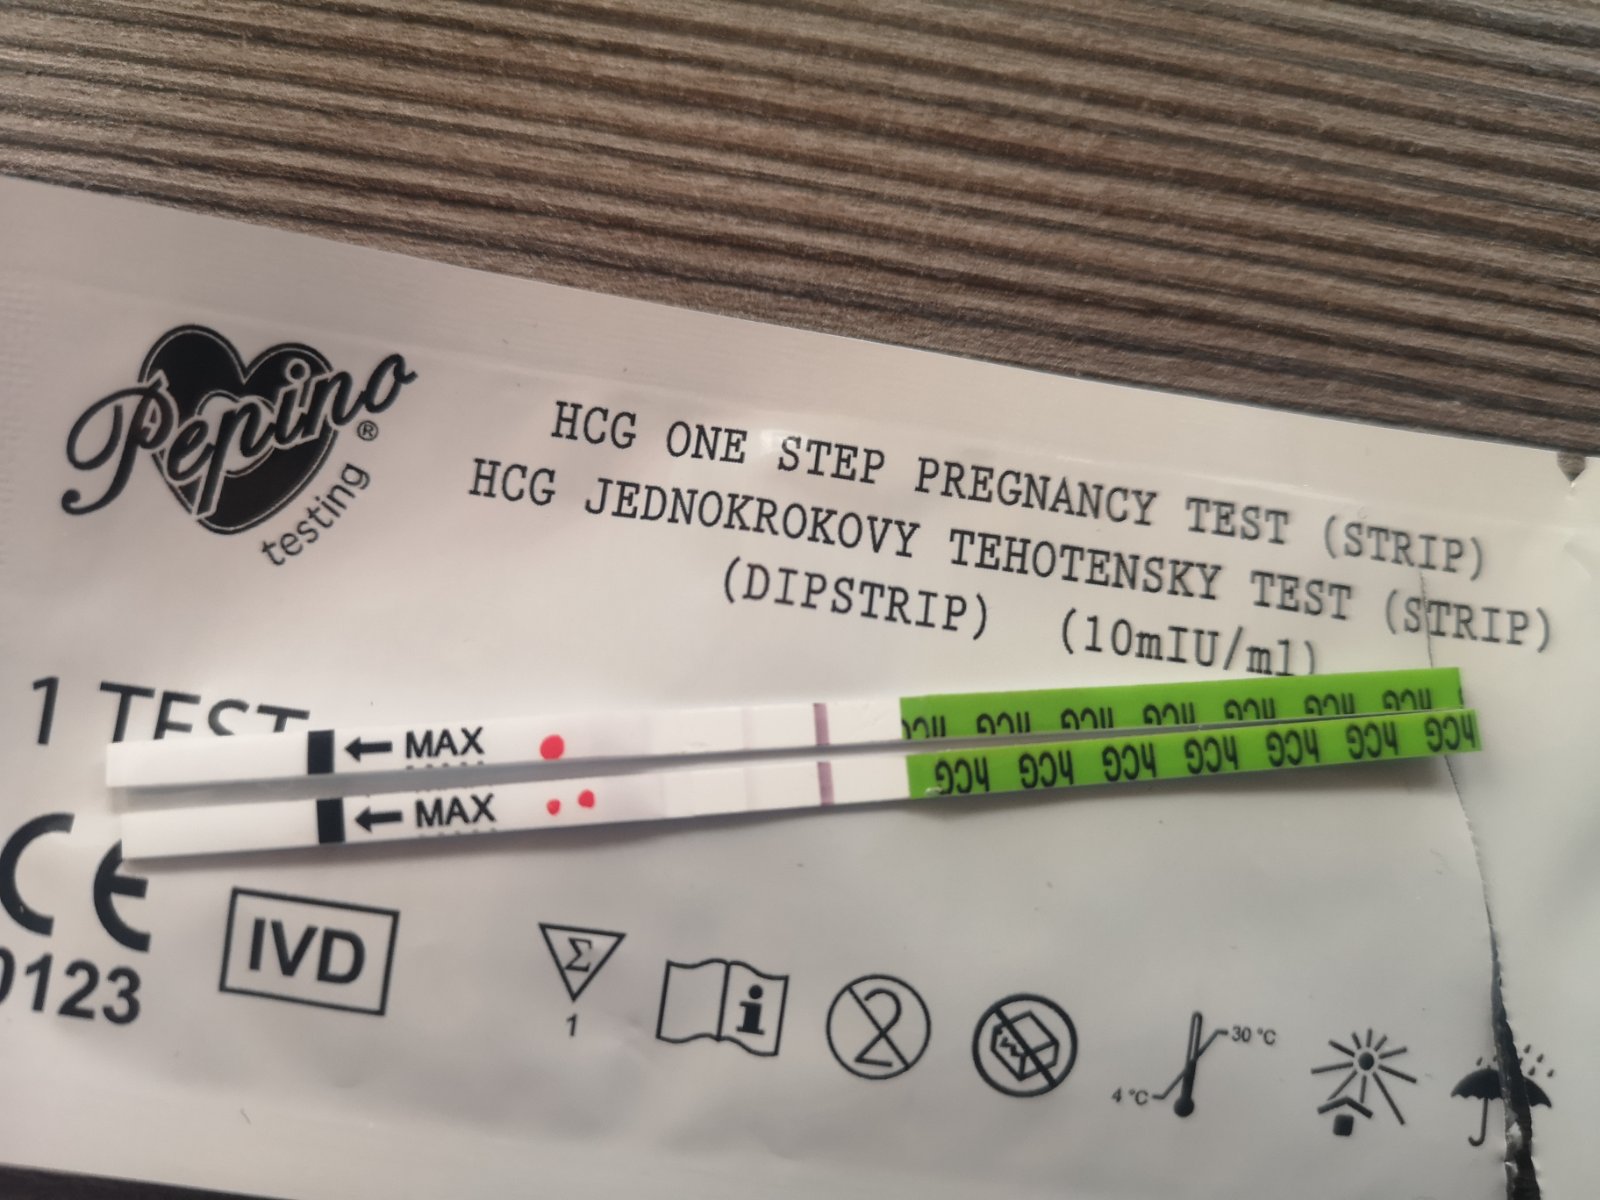 Pepino®
testing
HCG ONE STEP PREGNANCY TEST (STRIP)
HCG JEDNOKROKOVY TEHOTENSKY TEST (STRIP)
(DIPSTRIP) (10mIU/ml)
1 TEST
← MAX
HCG HCG HCG HCG HCG HCG
← MAX
hCG hCG hCG hCG hCG hCG hCG
CE
0123
IVD
Σ
1
i
2
30 °C
4 °C